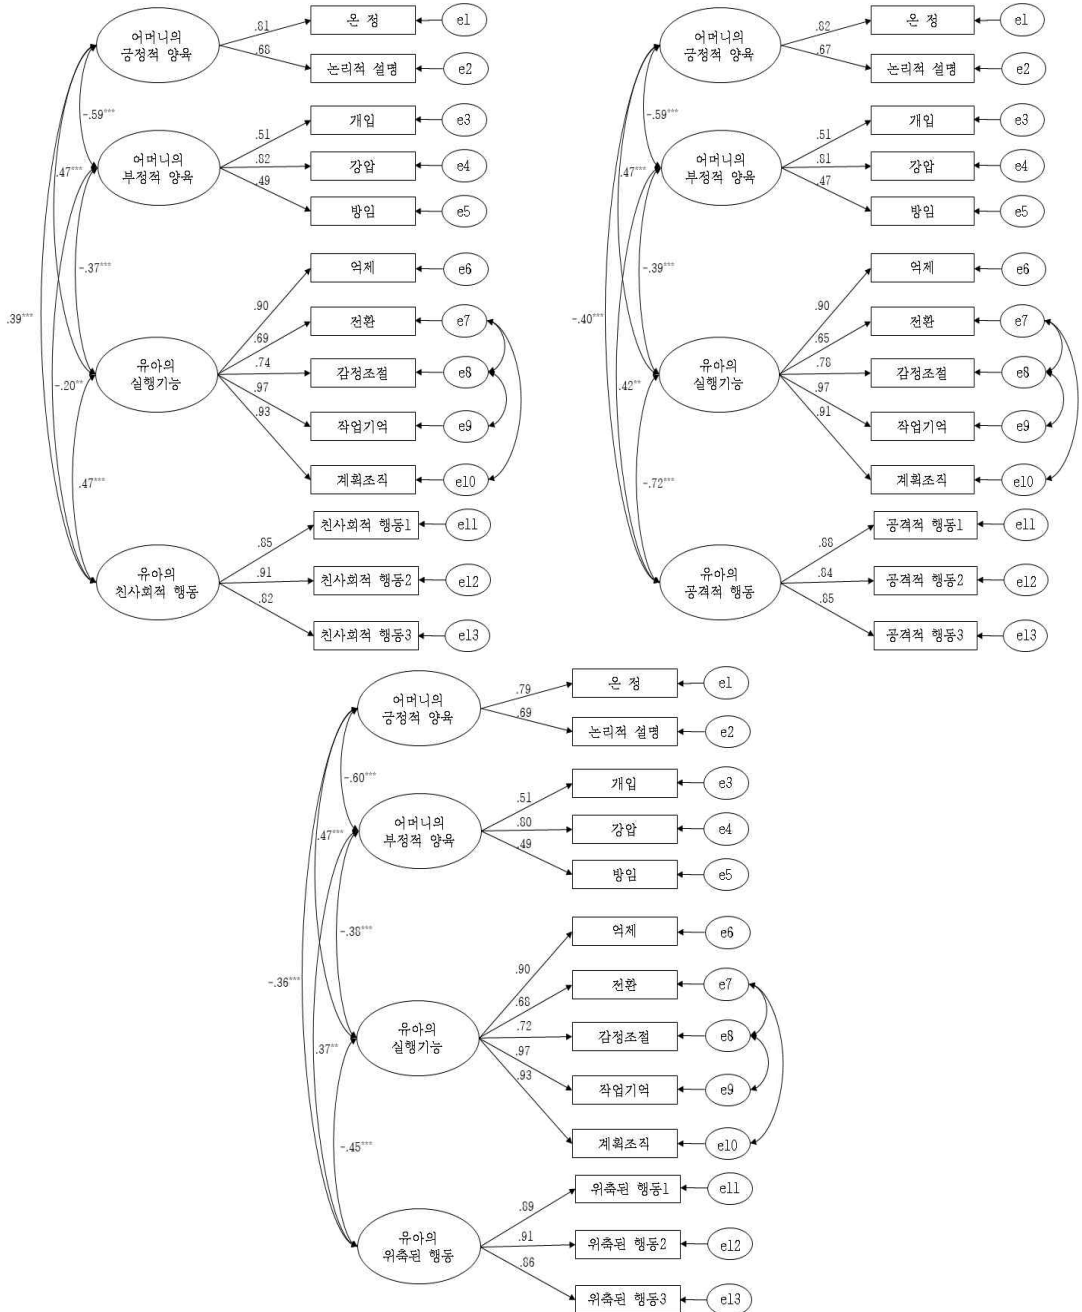 어머니의
긍정적 양육
.81
온 정
e1
.68
논리적 설명
e2
-.59***
어머니의
부정적 양육
.51
개입
e3
.82
강압
e4
.49
방임
e5
.47***
-.37***
.39***
-.20**
.47***
유아의
실행기능
.90
억제
e6
.69
전환
e7
.74
감정조절
e8
.97
작업기억
e9
.93
계획조직
e10
유아의
친사회적 행동
.85
친사회적 행동1
e11
.91
친사회적 행동2
e12
.82
친사회적 행동3
e13
어머니의
긍정적 양육
.82
온 정
e1
.67
논리적 설명
e2
-.59***
어머니의
부정적 양육
.51
개입
e3
.81
강압
e4
.47
방임
e5
.47***
-.39***
-.40***
.42**
-.72***
유아의
실행기능
.90
억제
e6
.65
전환
e7
.78
감정조절
e8
.97
작업기억
e9
.91
계획조직
e10
유아의
공격적 행동
.88
공격적 행동1
e11
.84
공격적 행동2
e12
.85
공격적 행동3
e13
어머니의
긍정적 양육
.79
온 정
e1
.69
논리적 설명
e2
-.60***
어머니의
부정적 양육
.51
개입
e3
.80
강압
e4
.49
방임
e5
.47***
-.38***
-.36***
.37**
-.45***
유아의
실행기능
.90
억제
e6
.68
전환
e7
.72
감정조절
e8
.97
작업기억
e9
.93
계획조직
e10
유아의
위축된 행동
.89
위축된 행동1
e11
.91
위축된 행동2
e12
.86
위축된 행동3
e13